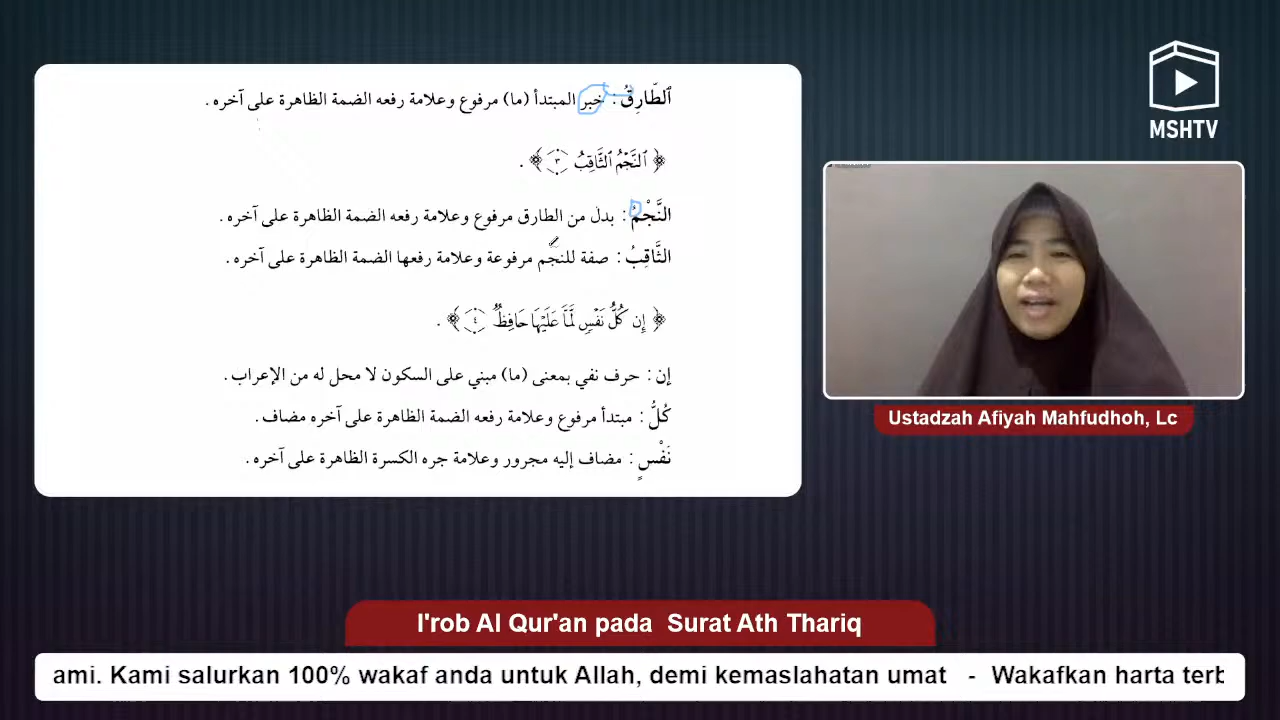 ٱلطَّارِقُ : خبر المبتدأ (ما) مرفوع وعلامة رفعه الضمة الظاهرة على آخره .
﴿ ٱلنَّجْمُ ٱلثَّاقِبُ ٣ ﴾ .
النَّجْمُ : بدل من الطارق مرفوع وعلامة رفعه الضمة الظاهرة على آخره .
الثَّاقِبُ : صفة للنجم مرفوعة وعلامة رفعها الضمة الظاهرة على آخره .
﴿ إِن كُلُّ نَفْسٍ لَّمَّا عَلَيْهَا حَافِظٌ ٤ ﴾ .
إن : حرف نفي بمعنى (ما) مبني على السكون لا محل له من الإعراب .
كُلُّ : مبتدأ مرفوع وعلامة رفعه الضمة الظاهرة على آخره مضاف .
نَفْسٍ : مضاف إليه مجرور وعلامة جره الكسرة الظاهرة على آخره .
MSHTV
Ustadzah Afiyah Mahfudhoh, Lc
I'rob Al Qur'an pada Surat Ath Thariq
ami. Kami salurkan 100% wakaf anda untuk Allah, demi kemaslahatan umat - Wakafkan harta terb